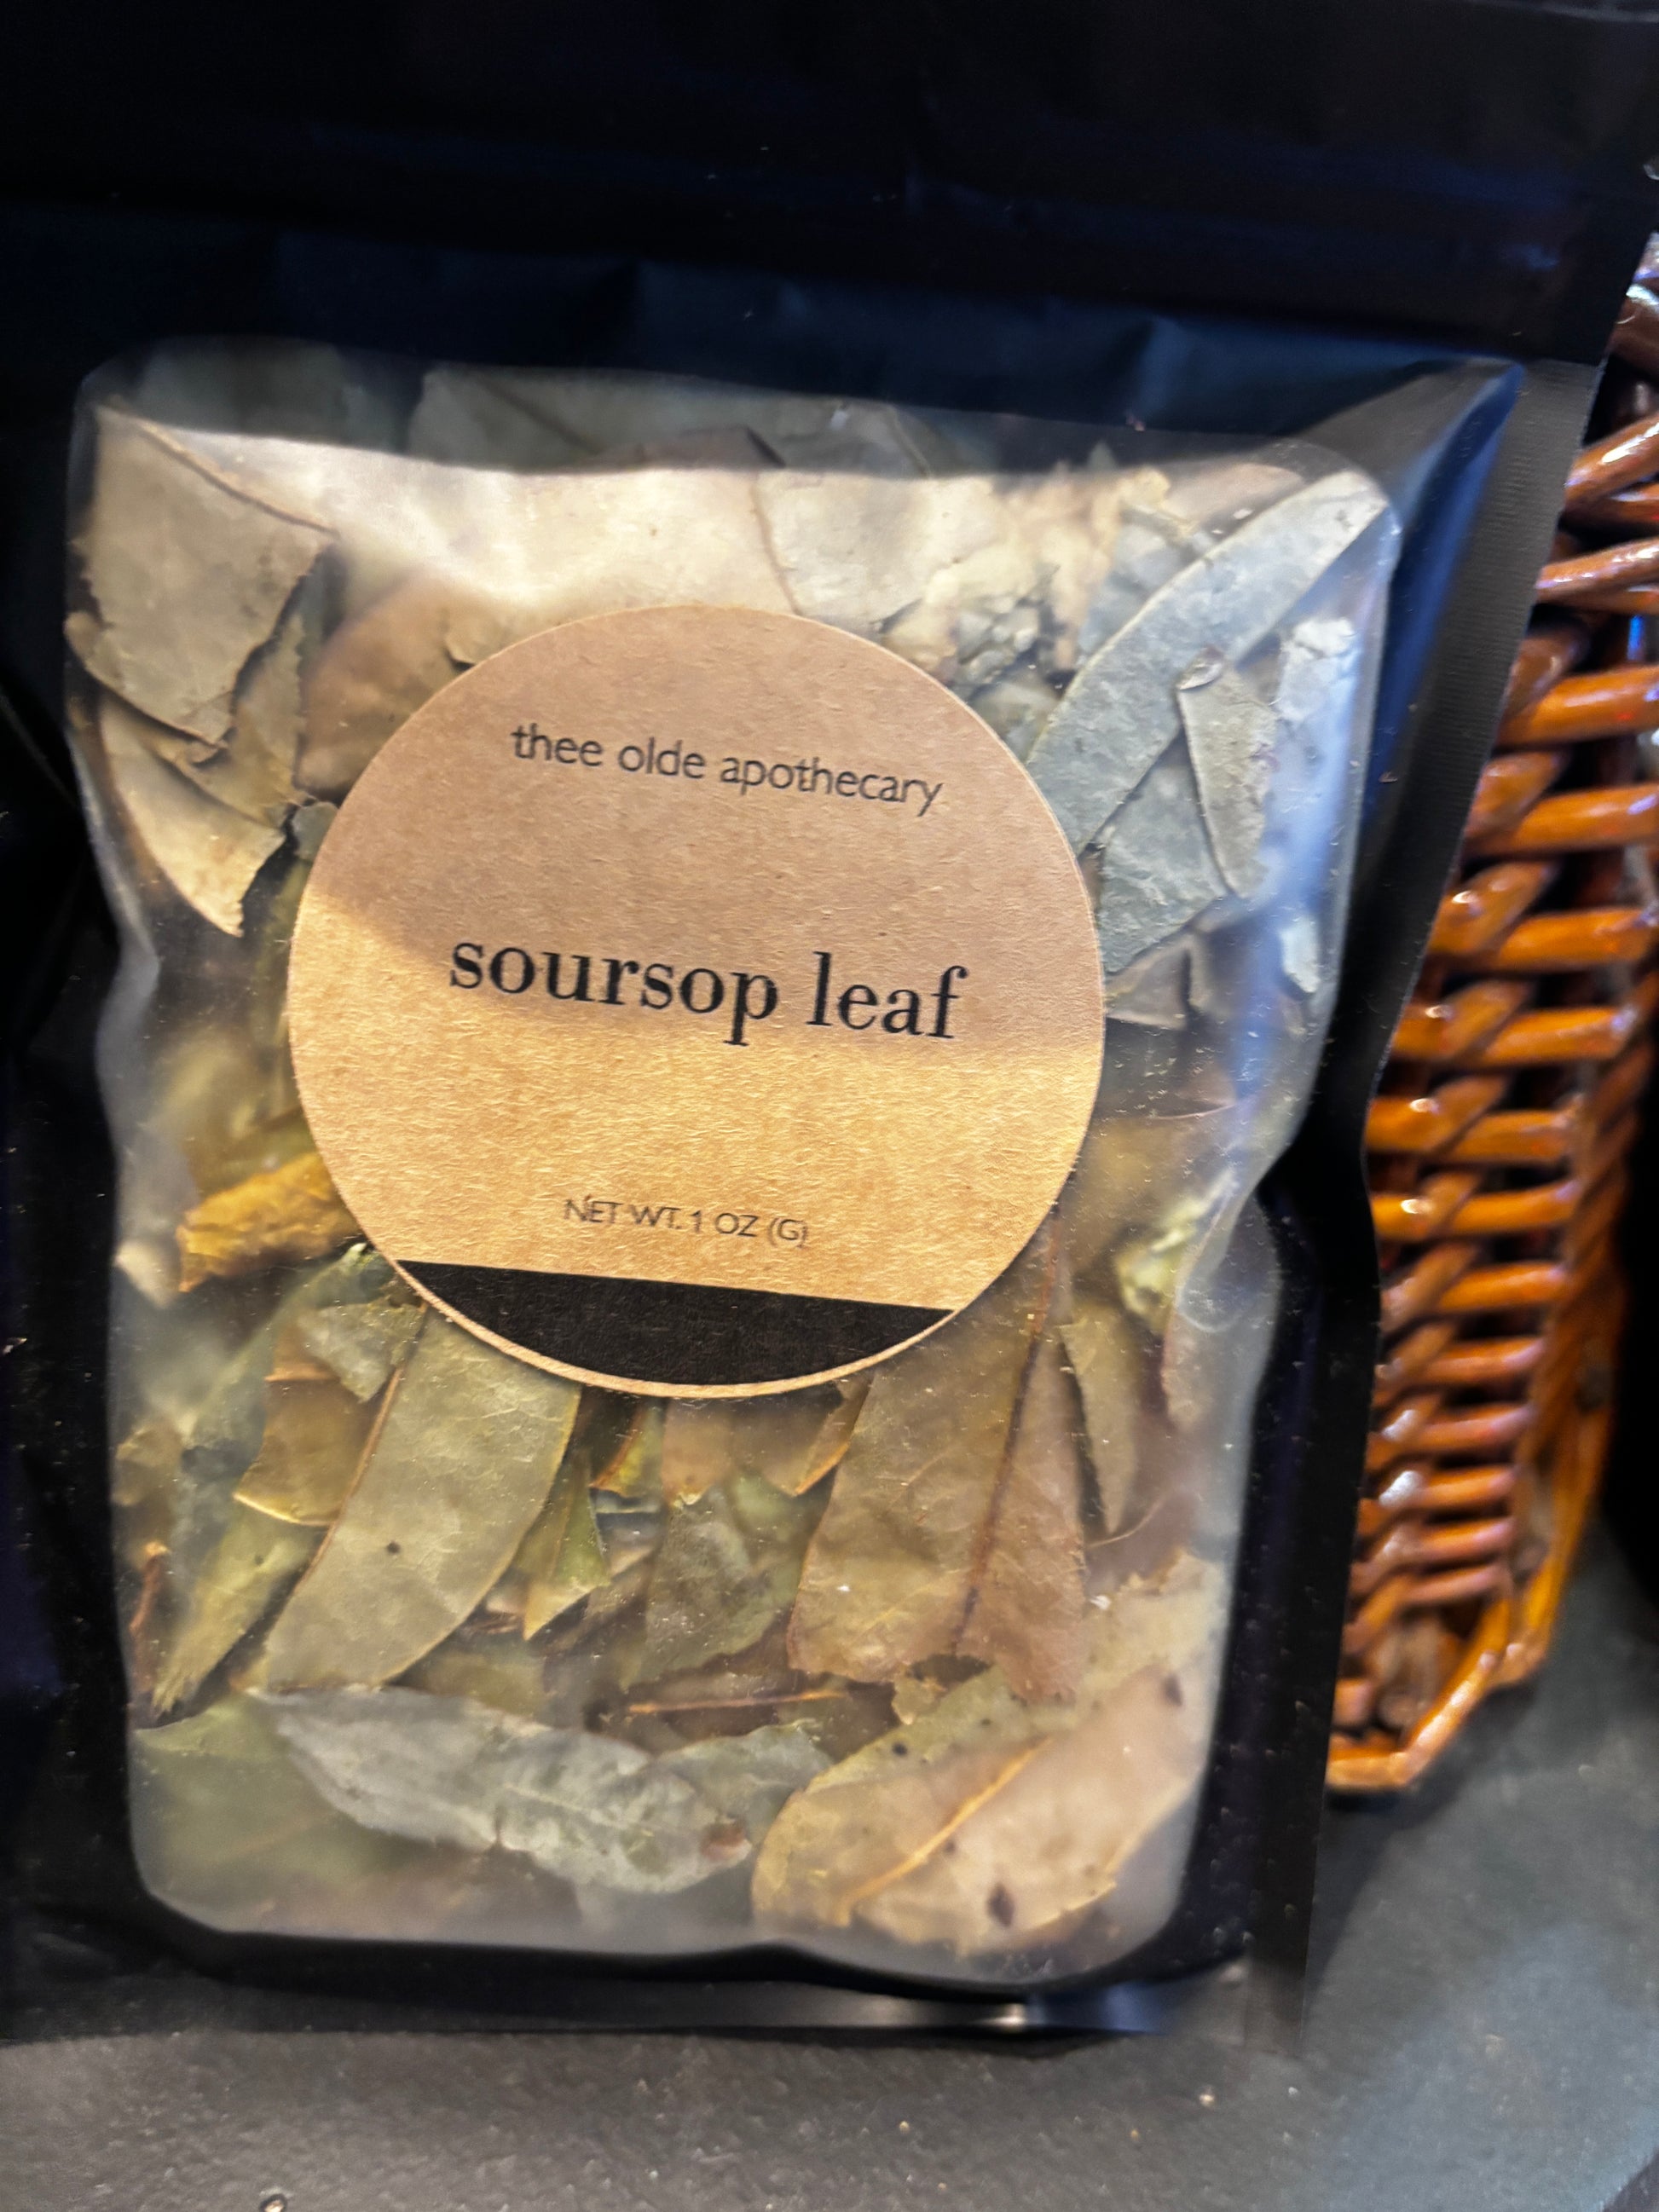 thee olde apothecary
soursop leaf
NET WT. 1 OZ (G)